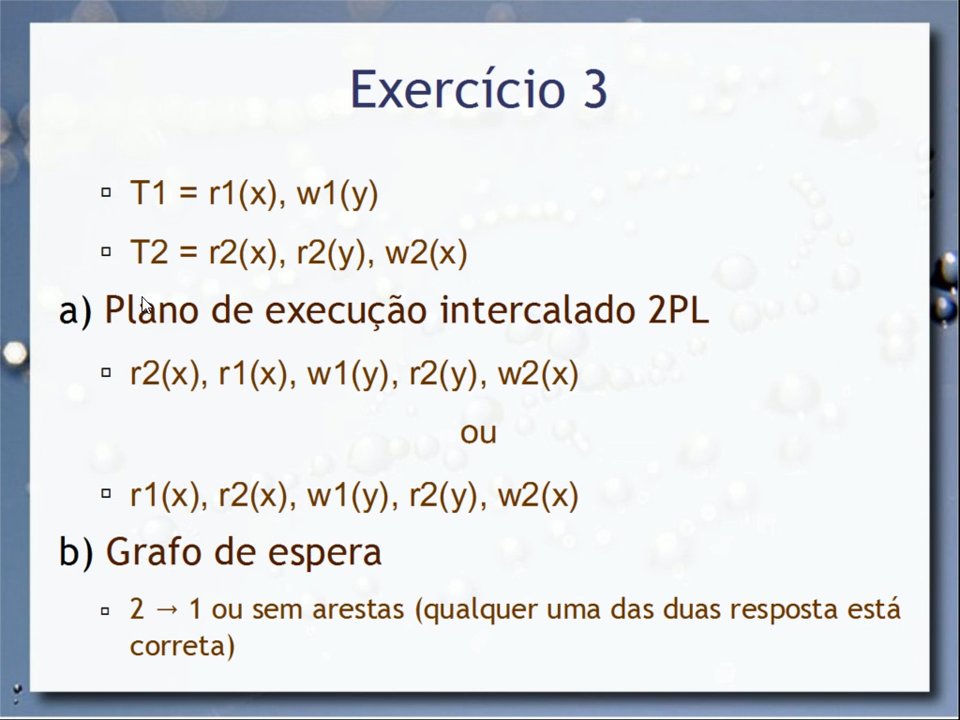 Exercício 3
T1 = r1(x), w1(y)
T2 = r2(x), r2(y), w2(x)
a) Plano de execução intercalado 2PL
r2(x), r1(x), w1(y), r2(y), w2(x)
ou
r1(x), r2(x), w1(y), r2(y), w2(x)
b) Grafo de espera
2 → 1 ou sem arestas (qualquer uma das duas resposta está
correta)